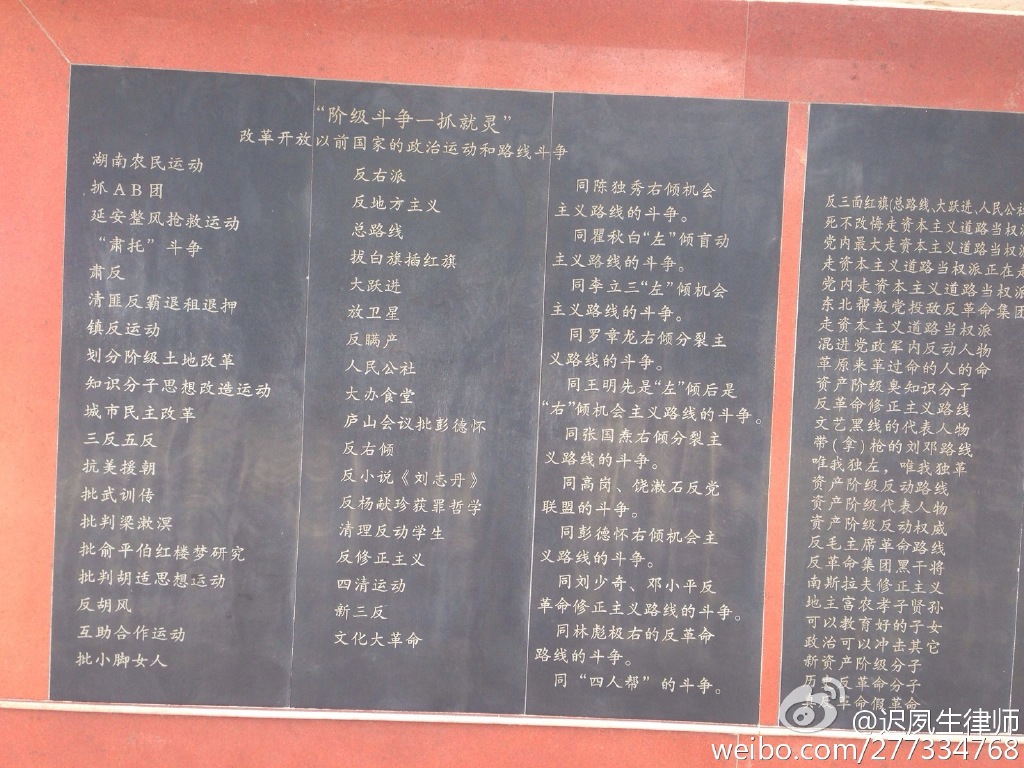 “阶级斗争一抓就灵”
改革开放以前国家的政治运动和路线斗争
湖南农民运动
抓AB团
延安整风抢救运动
“肃托”斗争
肃反
清匪反霸退租退押
镇反运动
划分阶级土地改革
知识分子思想改造运动
城市民主改革
三反五反
抗美援朝
批武训传
批判梁漱溟
批俞平伯红楼梦研究
批判胡适思想运动
反胡风
互助合作运动
批小脚女人
反右派
反地方主义
总路线
拔白旗插红旗
大跃进
放卫星
反瞒产
人民公社
大办食堂
庐山会议批彭德怀
反右倾
反小说《刘志丹》
反杨献珍获罪哲学
清理反动学生
反修正主义
四清运动
新三反
文化大革命
同陈独秀右倾机会
主义路线的斗争。
同瞿秋白“左”倾盲动
主义路线的斗争。
同李立三“左”倾机会
主义路线的斗争。
同罗章龙右倾分裂主
义路线的斗争。
同王明先是“左”倾后是
“右”倾机会主义路线的斗争。
同张国焘右倾分裂主
义路线的斗争。
同高岗、饶漱石反党
联盟的斗争。
同彭德怀右倾机会主
义路线的斗争。
同刘少奇、邓小平反
革命修正主义路线的斗争。
同林彪极右的反革命
路线的斗争。
同“四人帮”的斗争。
反三面红旗(总路线、大跃进、人民公社
死不改悔走资本主义道路当权派
党内最大走资本主义道路当权
走资本主义道路当权派正在走
党内走资本主义道路当权派
东北帮叛党投敌反革命集团
走资本主义道路当权派
混进党政军内反动人物
革原来革过命的人的命
资产阶级臭知识分子
反革命修正主义路线
文艺黑线的代表人物
带(拿)枪的刘邓路线
唯我独左，唯我独革
资产阶级反动路线
资产阶级代表人物
资产阶级反动权威
反毛主席革命路线
反革命集团黑干将
南斯拉夫修正主义
地主富农孝子贤孙
可以教育好的子女
政治可以冲击其它
新资产阶级分子
历史反革命分子
革命假革命
@迟夙生律师
weibo.com/277334768